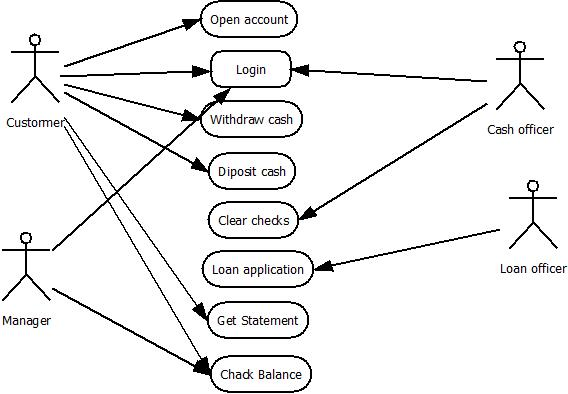 Open account
Login
Custormer
Withdraw cash
Cash officer
Diposit cash
Clear checks
Loan application
Loan officer
Manager
Get Statement
Chack Balance